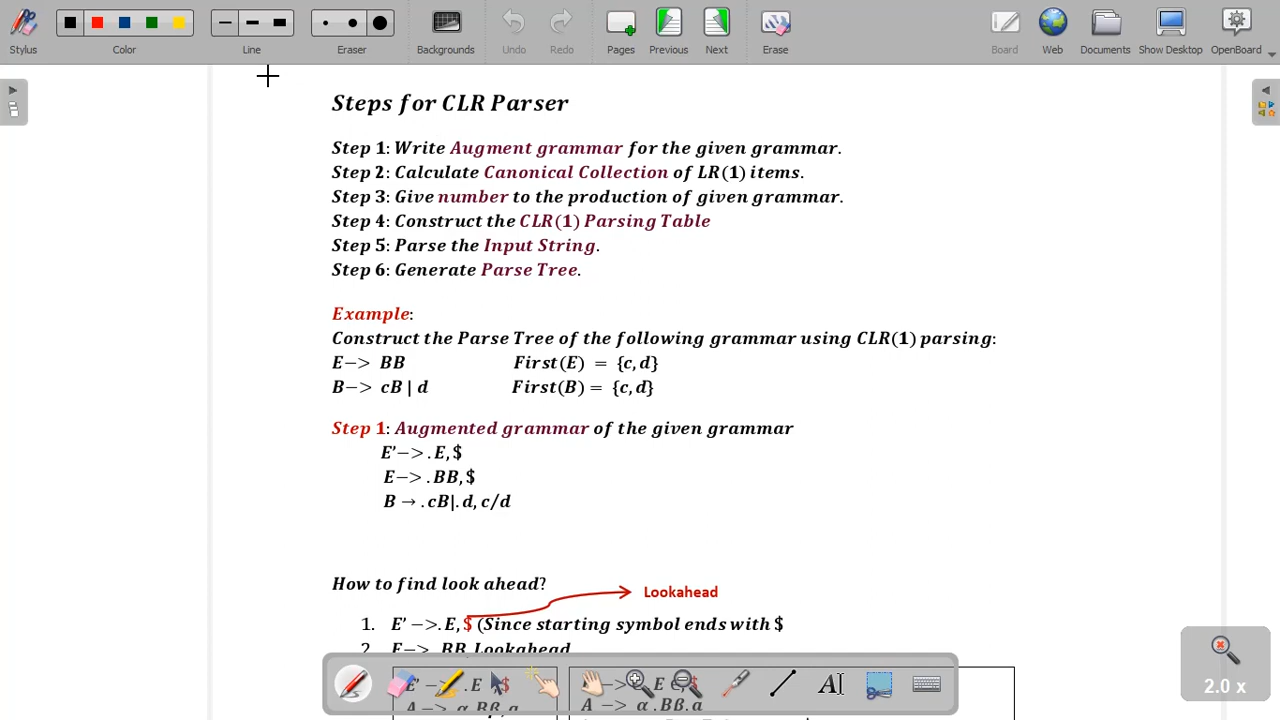 Stylus Color Line Eraser Backgrounds Undo Redo Pages Previous Next Erase Board Web Documents Show Desktop OpenBoard
Steps for CLR Parser
Step 1: Write Augment grammar for the given grammar.
Step 2: Calculate Canonical Collection of LR(1) items.
Step 3: Give number to the production of given grammar.
Step 4: Construct the CLR(1) Parsing Table
Step 5: Parse the Input String.
Step 6: Generate Parse Tree.
Example:
Construct the Parse Tree of the following grammar using CLR(1) parsing:
E—> BB First(E) = {c,d}
B—> cB | d First(B) = {c,d}
Step 1: Augmented grammar of the given grammar
E'—> .E,$
E—> .BB,$
B → .cB|.d, c/d
How to find look ahead?
Lookahead
1. E' —>.E,$ (Since starting symbol ends with $
2. E—> .BB,Lookahead
A —> α.Bβ,a
2.0 x